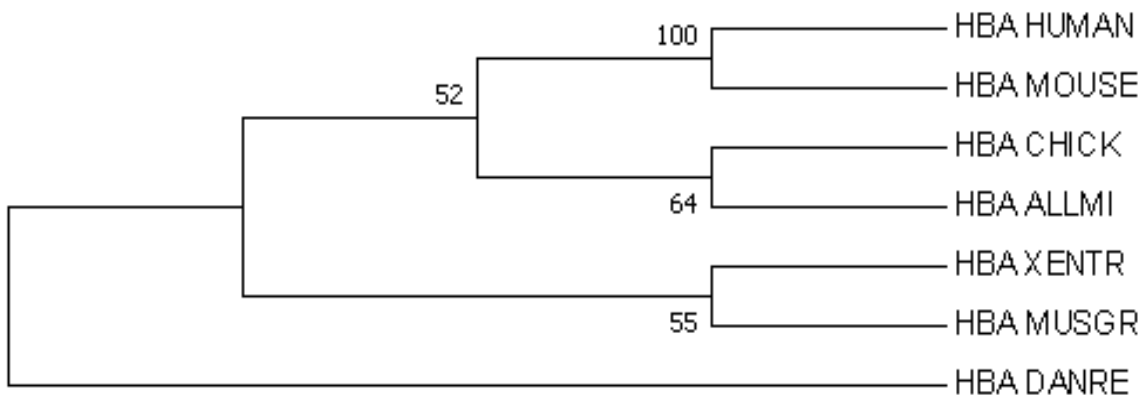 100
HBA HUMAN
HBA MOUSE
52
HBA CHICK
64
HBA ALLMI
HBA XENTR
55
HBA MUSGR
HBA DANRE